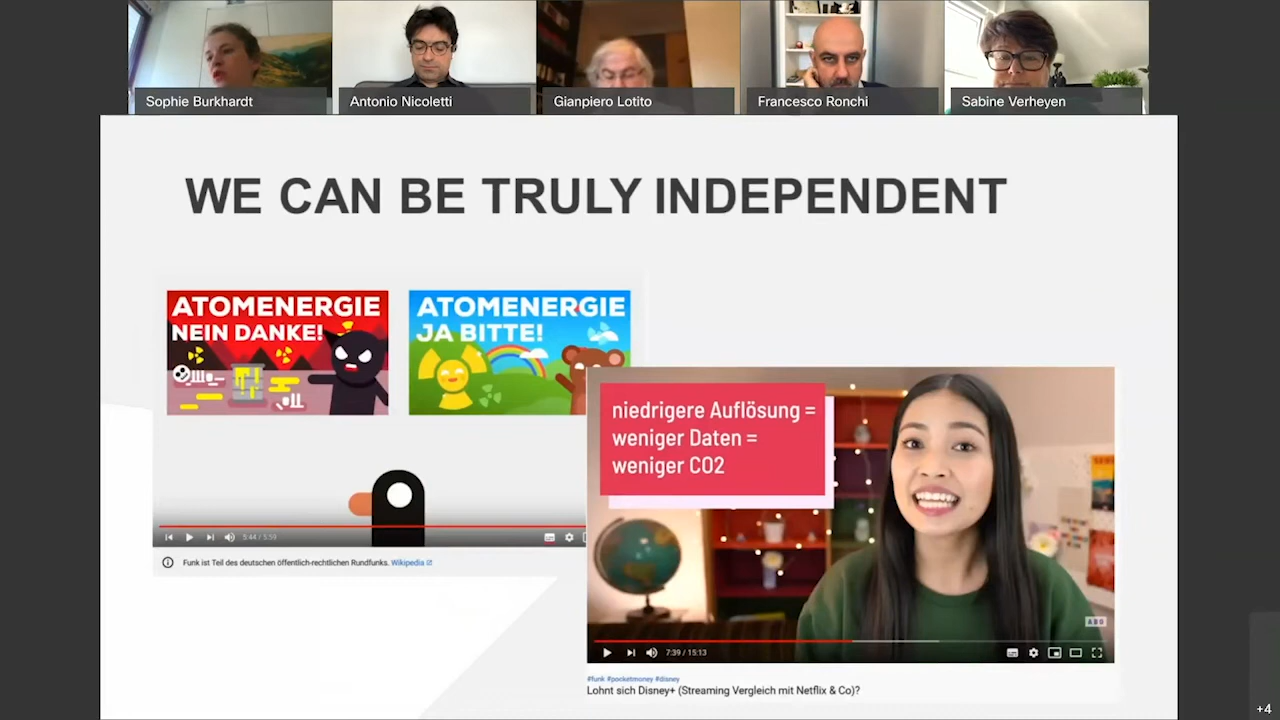 Sophie Burkhardt
Antonio Nicoletti
Gianpiero Lotito
Francesco Ronchi
Sabine Verheyen
WE CAN BE TRULY INDEPENDENT
ATOMENERGIE
NEIN DANKE!
ATOMENERGIE
JA BITTE!
niedrigere Auflösung =
weniger Daten =
weniger CO2
5:44 / 5:59
Funk ist Teil des deutschen öffentlich-rechtlichen Rundfunks. Wikipedia
ABO
7:39 / 15:13
#funk #pocketmoney #disney
Lohnt sich Disney+ (Streaming Vergleich mit Netflix & Co)?
+4